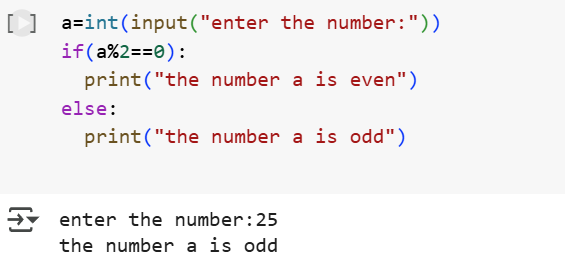 a=int(input("enter the number:"))
if(a%2==0):
  print("the number a is even")
else:
  print("the number a is odd")
enter the number:25
the number a is odd